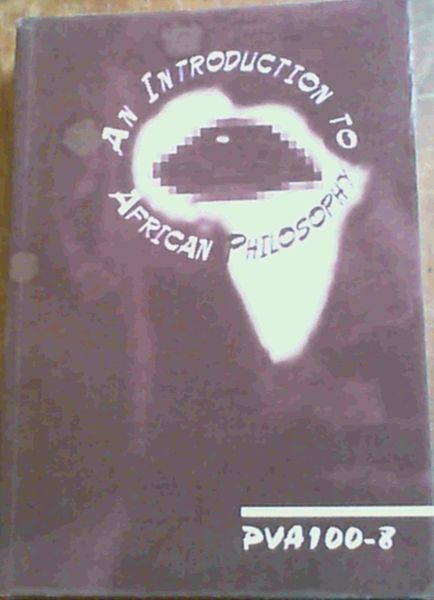 AN INTRODUCTION TO
AFRICAN PHILOSOPHY
PVA100-8